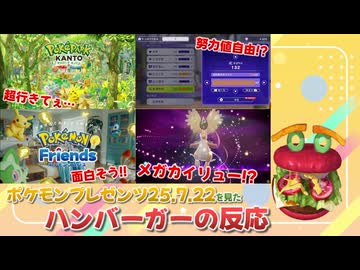 PokéPark
KANTO
超行きてぇ…
努力値自由!?
132
Pokémon
Friends
面白そう!!
メガカイリュー!?
ポケモンプレゼンツ25.7.22を見た
ハンバーガーの反応